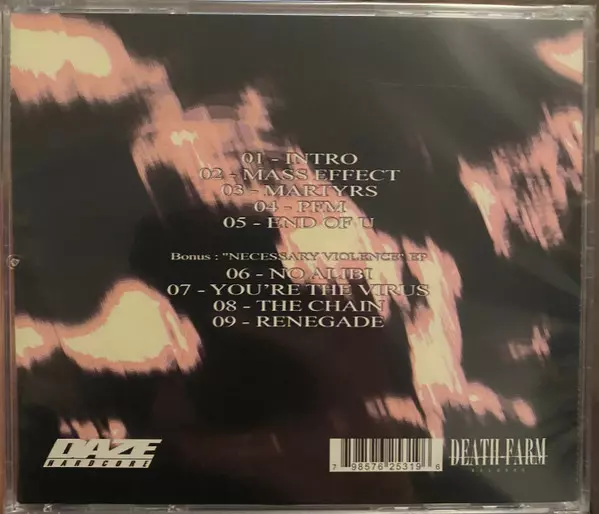 01 - INTRO
02 - MASS EFFECT
03 - MARTYRS
04 - PFM
05 - END OF U
Bonus : "NECESSARY VIOLENCE" EP
06 - NO ALIBI
07 - YOU'RE THE VIRUS
08 - THE CHAIN
09 - RENEGADE
DAZE
HARDCORE
7 98576 25319 6
DEATH FARM
RECORDS